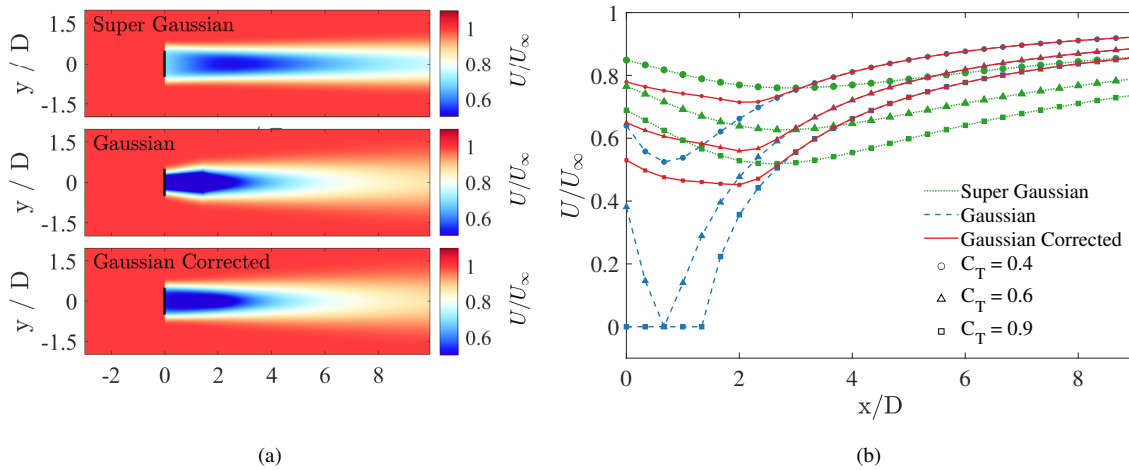 1.5
0
-1.5
y / D
Super Gaussian
1
0.8
0.6
U/U∞
1.5
0
-1.5
y / D
Gaussian
1
0.8
0.6
U/U∞
1.5
0
-1.5
y / D
Gaussian Corrected
1
0.8
0.6
U/U∞
-2 0 2 4 6 8
(a)
1
0.8
0.6
0.4
0.2
0
U/U∞
Super Gaussian
Gaussian
Gaussian Corrected
C_T = 0.4
C_T = 0.6
C_T = 0.9
0 2 4 6 8
x/D
(b)